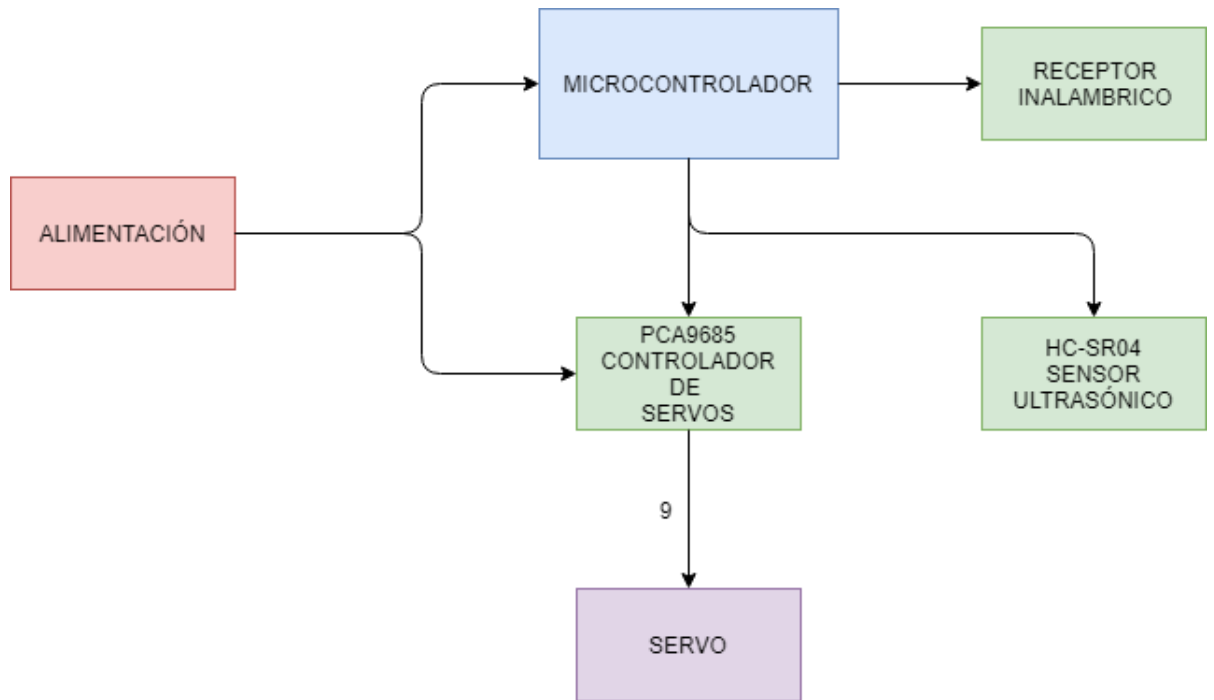 MICROCONTROLADOR
RECEPTOR
INALAMBRICO
ALIMENTACIÓN
PCA9685
CONTROLADOR
DE
SERVOS
HC-SR04
SENSOR
ULTRASÓNICO
9
SERVO